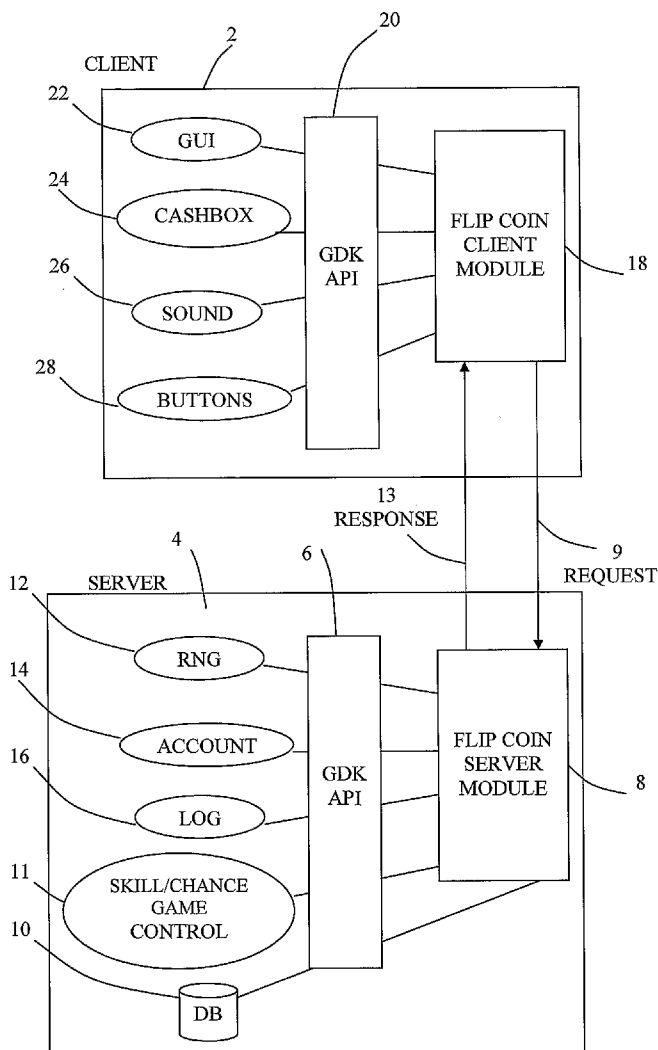 20
2
CLIENT
22
GUI
24
CASHBOX
FLIP COIN
CLIENT
MODULE
GDK
API
18
26
SOUND
28
BUTTONS
13
RESPONSE
9
REQUEST
4
6
SERVER
12
RNG
14
ACCOUNT
FLIP COIN
SERVER
MODULE
GDK
API
8
16
LOG
11
SKILL/CHANCE
GAME
CONTROL
10
DB